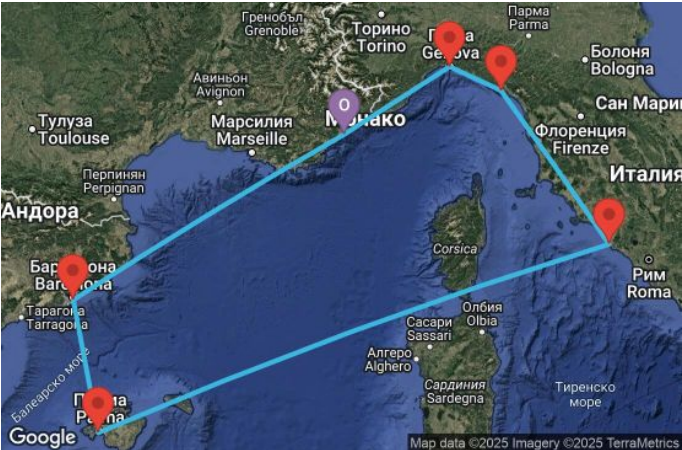 Гренобъл
Grenoble
Торино
Torino
Парма
Parma
Genova
Болоня
Bologna
Авиньон
Avignon
О
Монако
Сан
Тулуза
Toulouse
Марсилия
Marseille
Флоренция
Firenze
Перпинян
Perpignan
Италия
Андора
Corsica
Рим
Roma
Барселона
Barcelona
Тарагона
Tarragona
Олбия
Olbia
Сасари
Sassari
Алгеро
Alghero
Балеарско море
Сардиния
Sardegna
Тиренско
море
Палма
Palma
Google
Map data ©2025 Imagery ©2025 TerraMetrics